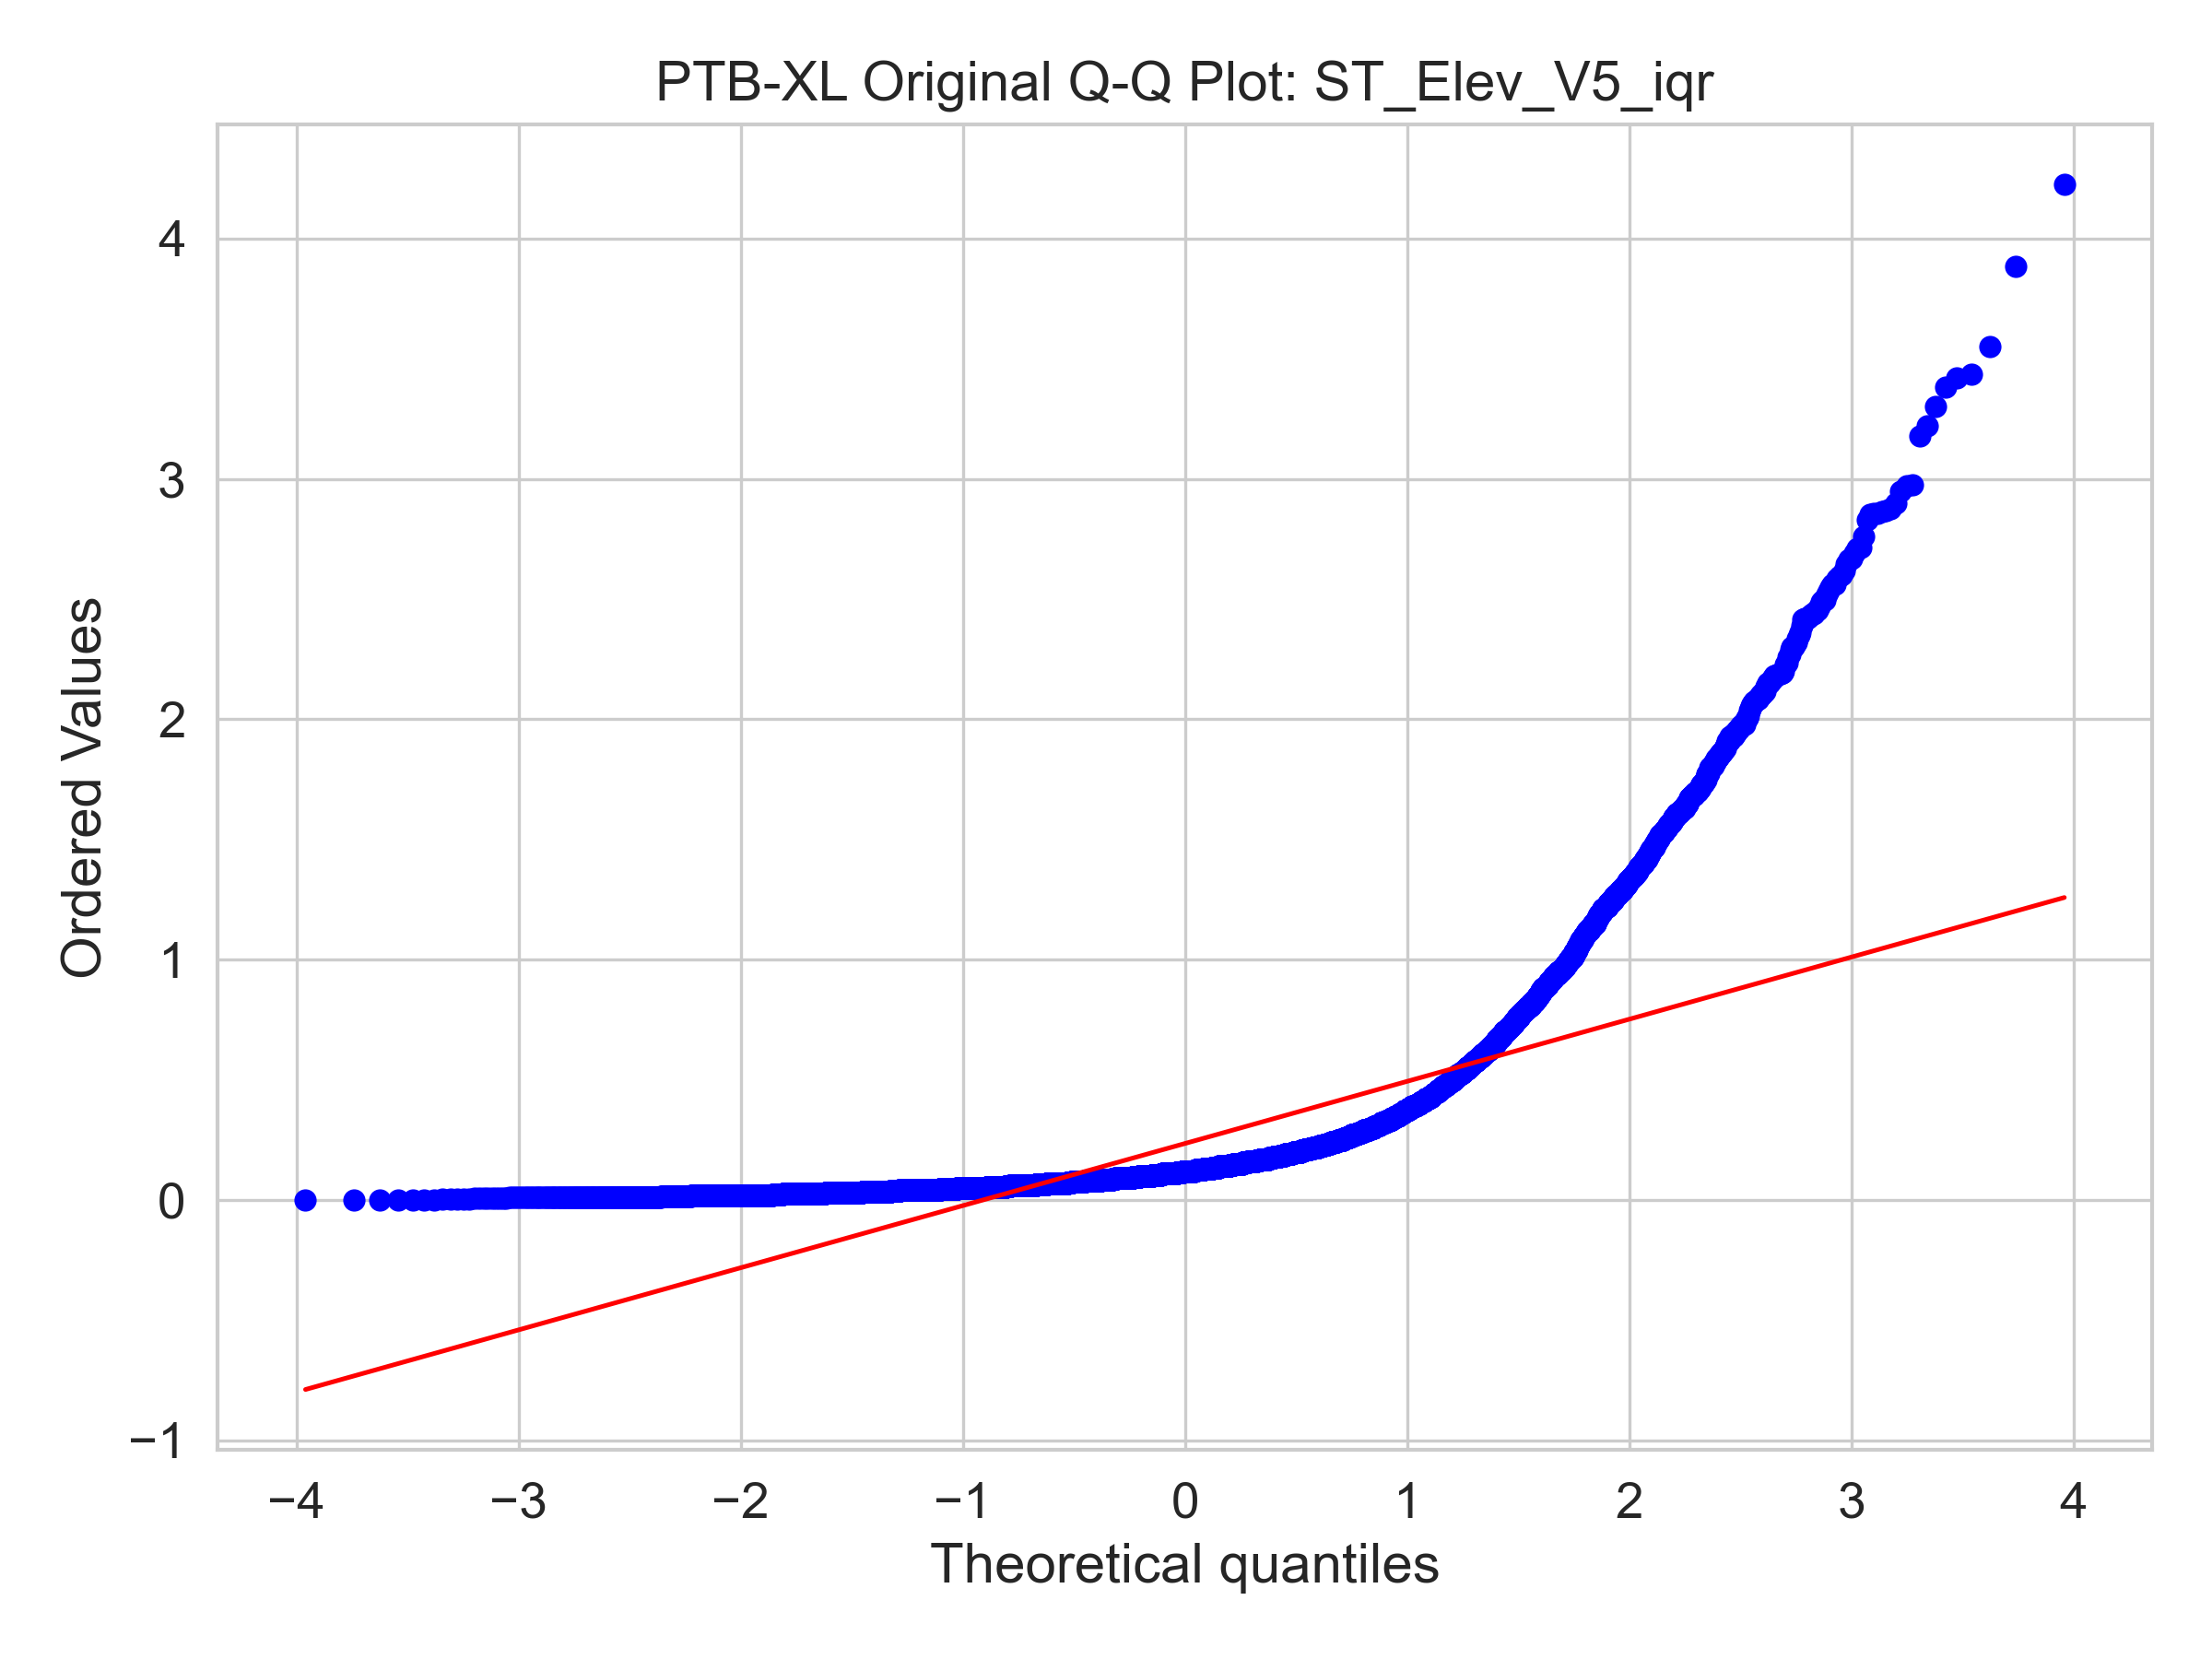 PTB-XL Original Q-Q Plot: ST_Elev_V5_iqr
4
3
2
1
0
−1
Ordered Values
−4 −3 −2 −1 0 1 2 3 4
Theoretical quantiles